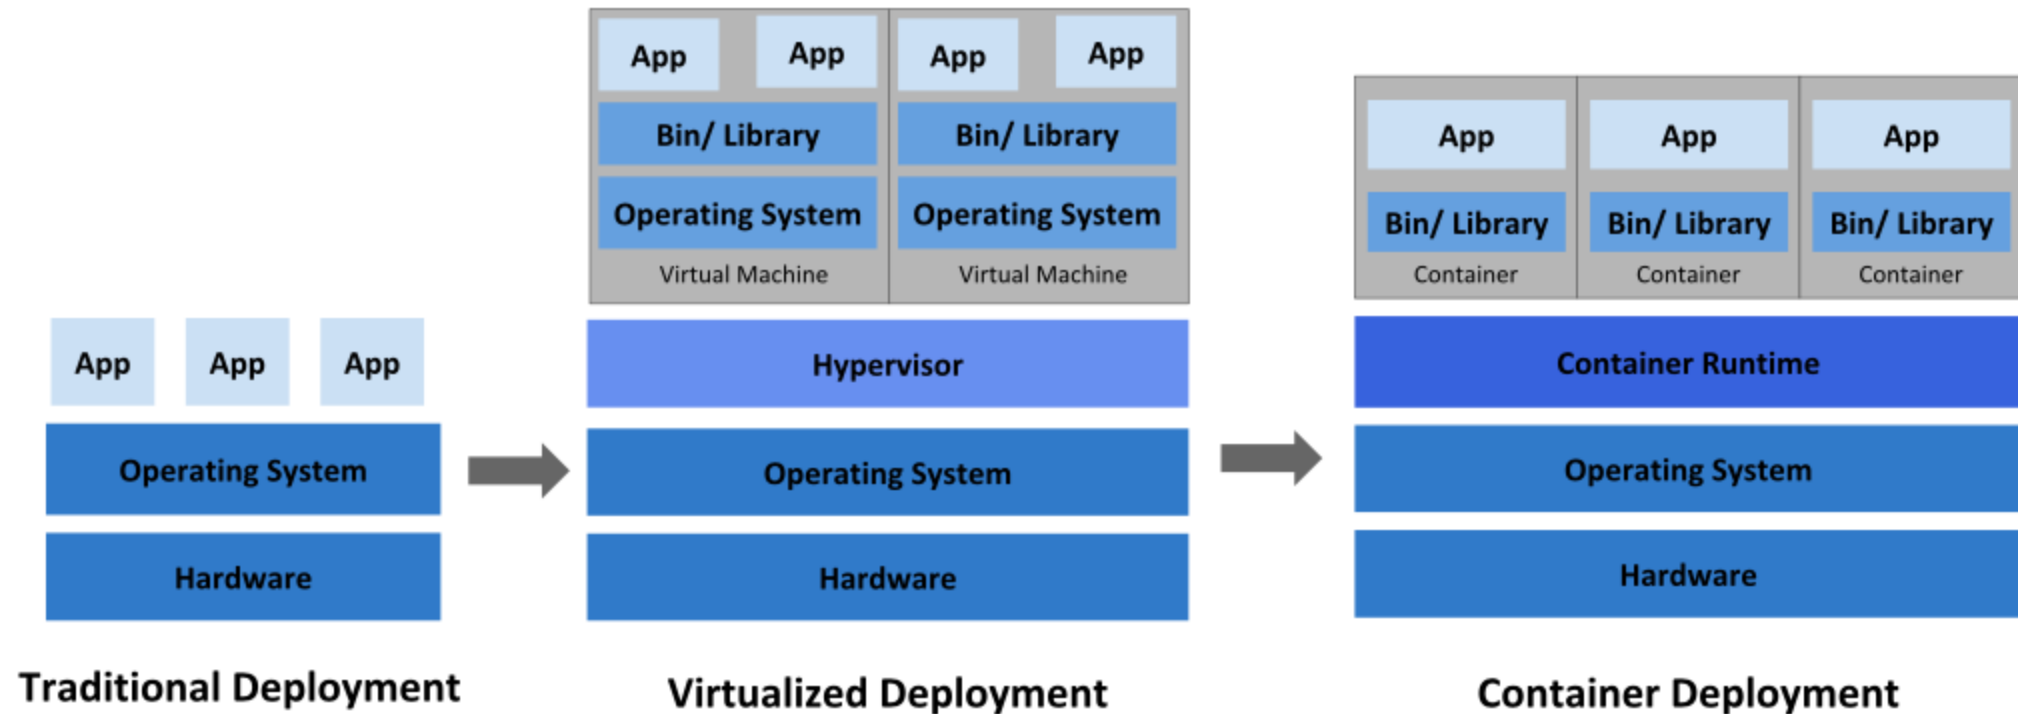 App App App
Operating System
Hardware
Traditional Deployment
App App App App
Bin/ Library Bin/ Library
Operating System Operating System
Virtual Machine Virtual Machine
Hypervisor
Operating System
Hardware
Virtualized Deployment
App App App
Bin/ Library Bin/ Library Bin/ Library
Container Container Container
Container Runtime
Operating System
Hardware
Container Deployment